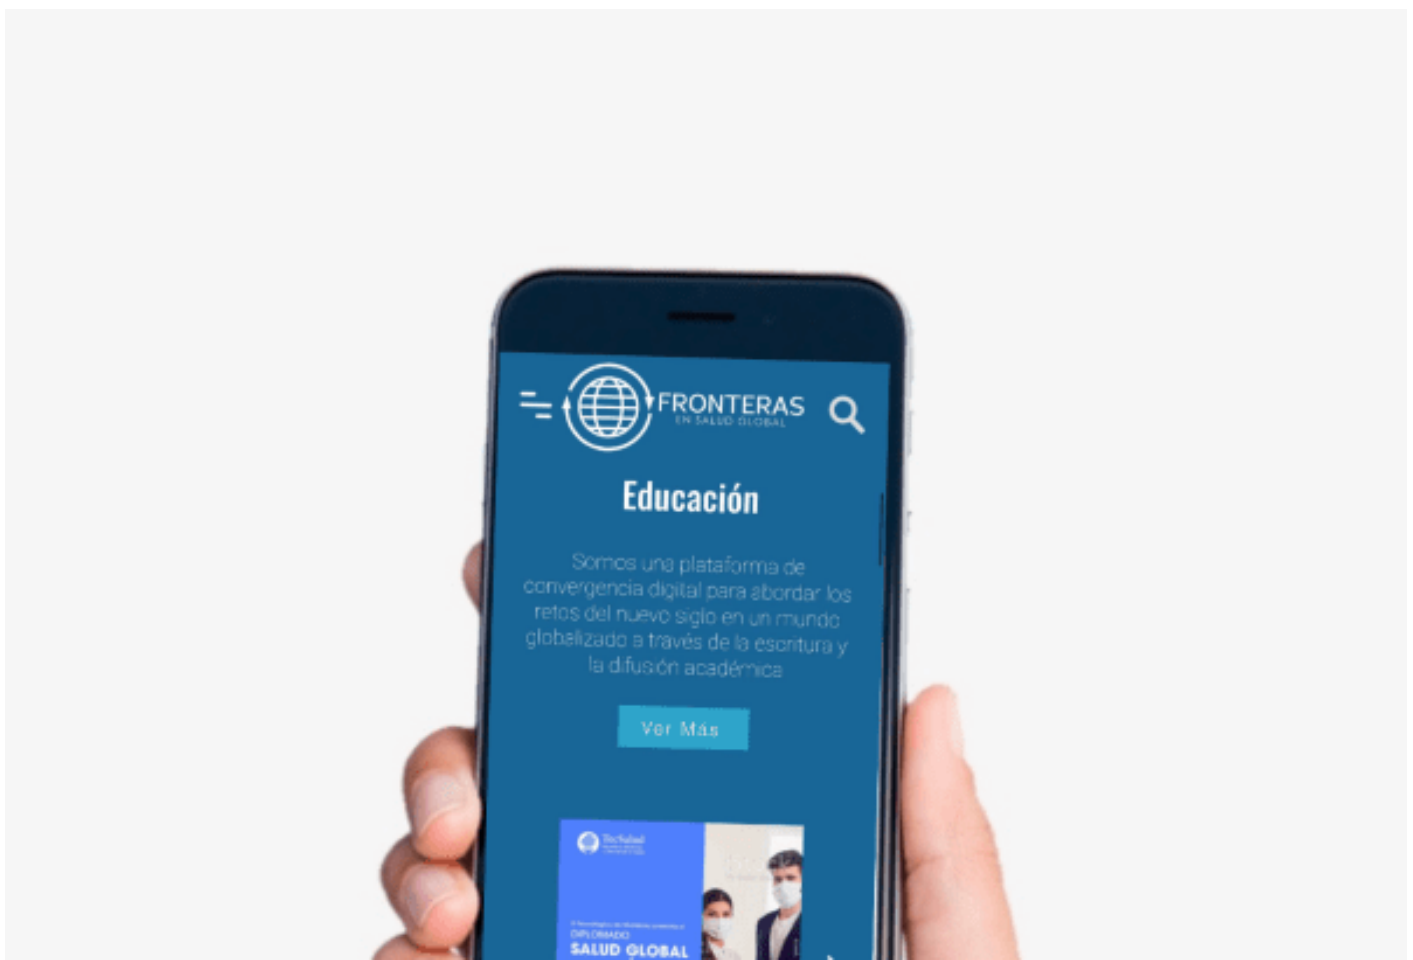 FRONTERAS
EN SALUD GLOBAL
Educación
Somos una plataforma de
convergencia digital para abordar los
retos del nuevo siglo en un mundo
globalizado a través de la escritura y
la difusión académica
Ver Más
TecSalud
DIPLOMADO
SALUD GLOBAL